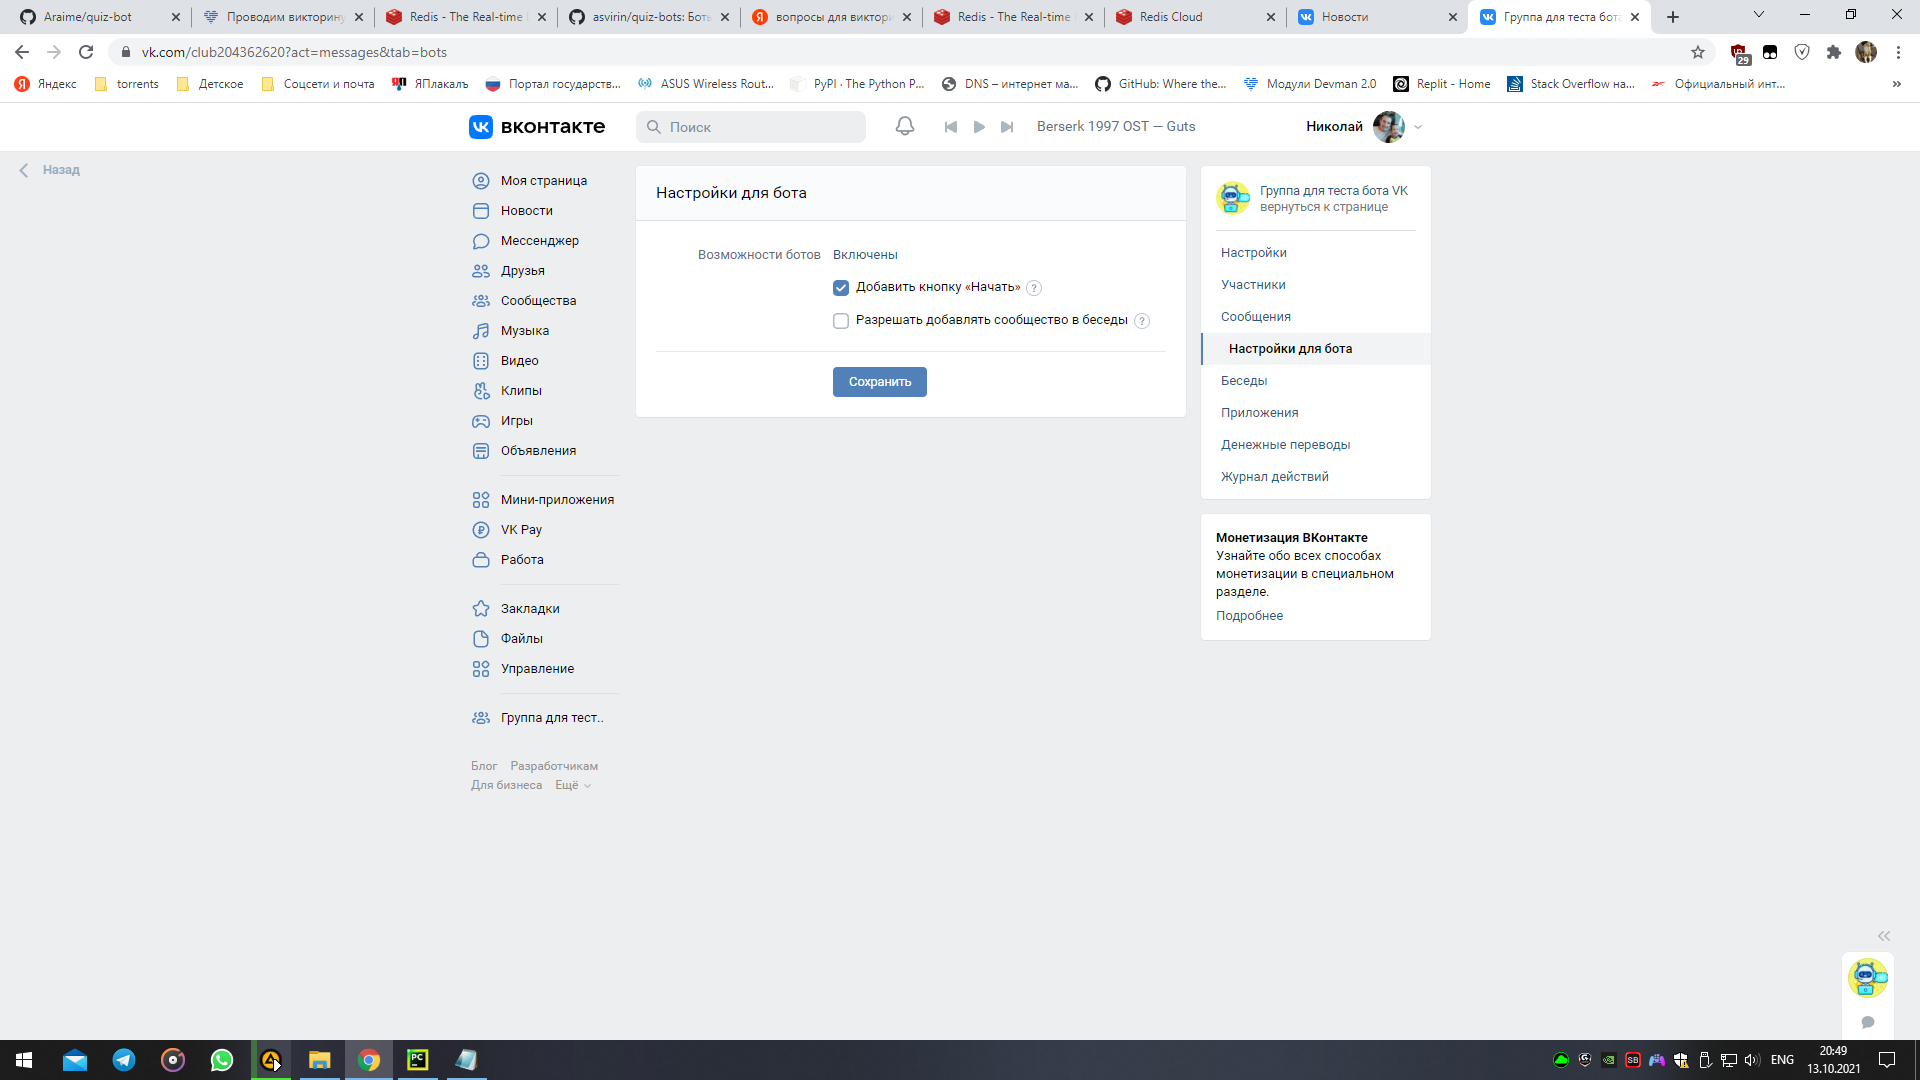 Araime/quiz-bot
Проводим викторину
Redis - The Real-time
asvirin/quiz-bots: Боты
вопросы для виктори
Redis - The Real-time
Redis Cloud
Новости
Группа для теста бота
vk.com/club204362620?act=messages&tab=bots
29
Яндекс
torrents
Детское
Соцсети и почта
ЯПлакалъ
Портал государств...
ASUS Wireless Rout...
PyPI · The Python P...
DNS – интернет ма...
GitHub: Where the...
Модули Devman 2.0
Replit - Home
Stack Overflow на...
Официальный инт...
»
вконтакте
Поиск
Berserk 1997 OST — Guts
Николай
Назад
Моя страница
Новости
Мессенджер
Друзья
Сообщества
Музыка
Видео
Клипы
Игры
Объявления
Мини-приложения
VK Pay
Работа
Закладки
Файлы
Управление
Группа для тест..
Блог Разработчикам
Для бизнеса Ещё
Настройки для бота
Возможности ботов Включены
Добавить кнопку «Начать» ?
Разрешать добавлять сообщество в беседы ?
Сохранить
Группа для теста бота VK
вернуться к странице
Настройки
Участники
Сообщения
Настройки для бота
Беседы
Приложения
Денежные переводы
Журнал действий
Монетизация ВКонтакте
Узнайте обо всех способах
монетизации в специальном
разделе.
Подробнее
PC
SB
ENG
20:49
13.10.2021